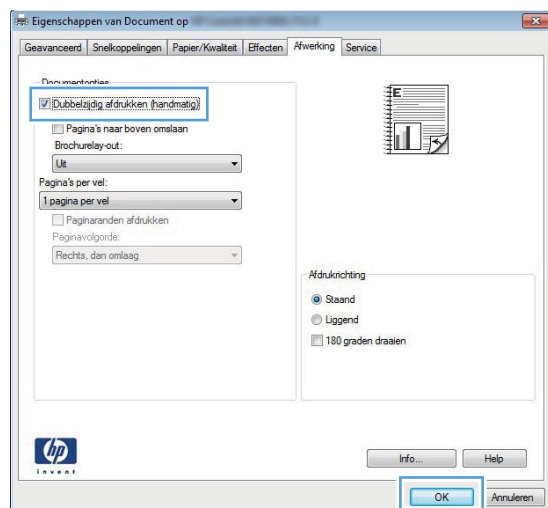 Eigenschappen van Document op
Geavanceerd Snelkoppelingen Papier/Kwaliteit Effecten Afwerking Service
Documentopties
Dubbelzijdig afdrukken (handmatig)
Pagina's naar boven omslaan
Brochurelay-out:
Uit
Pagina's per vel:
1 pagina per vel
Paginaranden afdrukken
Paginavolgorde:
Rechts, dan omlaag
E
Afdrukrichting
Staand
Liggend
180 graden draaien
hp
invent
Info... Help
OK Annuleren